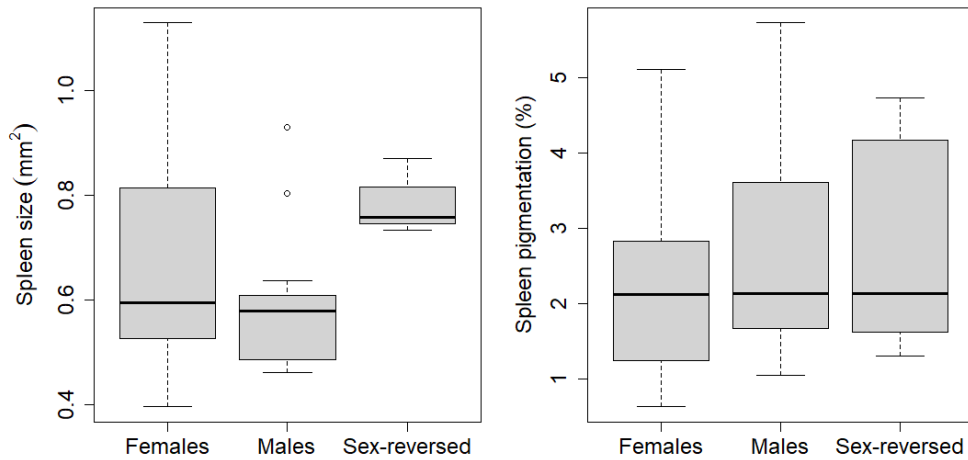 Spleen size (mm²)
1.0
0.8
0.6
0.4
Females Males Sex-reversed
Spleen pigmentation (%)
5
4
3
2
1
Females Males Sex-reversed